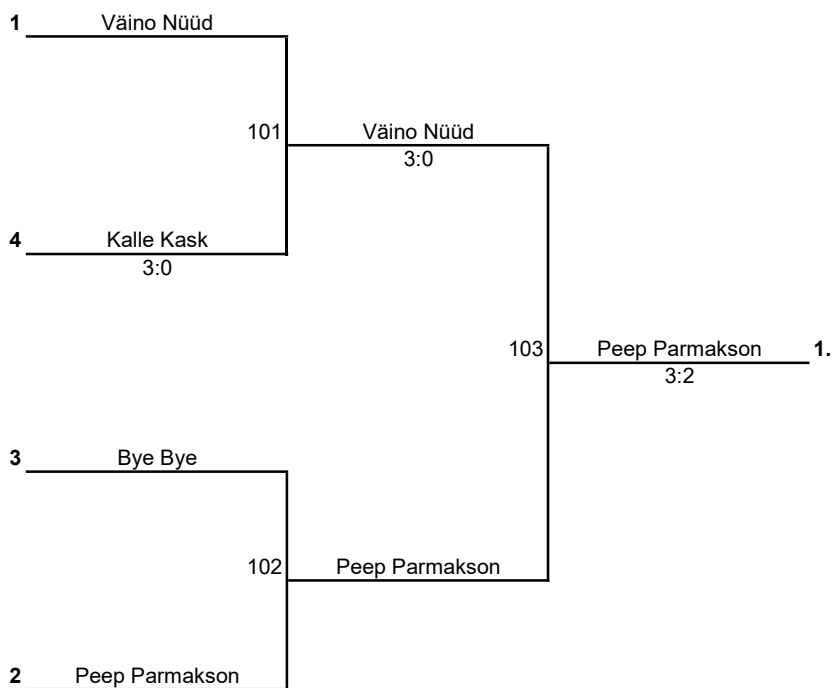 1 Väino Nüüd
101 Väino Nüüd
3:0
4 Kalle Kask
3:0
103 Peep Parmakson 1.
3:2
3 Bye Bye
102 Peep Parmakson
2 Peep Parmakson